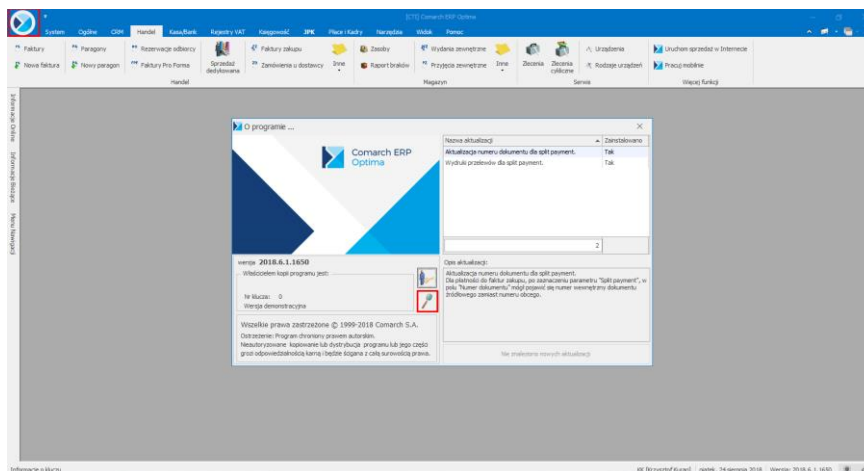 [CTI] Comarch ERP Optima
System Ogólne CRM Handel Kasa/Bank Rejestry VAT Księgowość JPK Płace i Kadry Narzędzia Widok Pomoc
Faktury Paragony Rezerwacje odbiorcy Faktury zakupu Zasoby Wydania zewnętrzne Urządzenia Uruchom sprzedaż w Internecie
Nowa faktura Nowy paragon Faktury Pro Forma Sprzedaż dedykowana Zamówienia u dostawcy Inne Raport braków Przyjęcia zewnętrzne Inne Zlecenia Zlecenia cykliczne Rodzaje urządzeń Pracuj mobilnie
Handel Magazyn Serwis Więcej funkcji
Informacje Online
Informacje Bieżące
Menu Nawigacji
O programie ...
Comarch ERP
Optima
Nazwa aktualizacji Zainstalowano
Aktualizacja numeru dokumentu dla split payment. Tak
Wydruki przelewów dla split payment. Tak
2
wersja 2018.6.1.1650
Właścicielem kopii programu jest:
Nr klucza: 0
Wersja demonstracyjna
Opis aktualizacji:
Aktualizacja numeru dokumentu dla split payment.
Dla płatności do faktur zakupu, po zaznaczeniu parametru "Split payment", w
polu "Numer dokumentu" mógł pojawić się numer wewnętrzny dokumentu
źródłowego zamiast numeru obcego.
Wszelkie prawa zastrzeżone © 1999-2018 Comarch S.A.
Ostrzeżenie: Program chroniony prawem autorskim.
Nieautoryzowane kopiowanie lub dystrybucja programu lub jego części
grozi odpowiedzialnością karną i będzie ścigana z całą surowością prawa.
Nie znaleziono nowych aktualizacji
Informacje o kluczu piątek, 24 sierpnia 2018 Wersja: 2018.6.1.1650